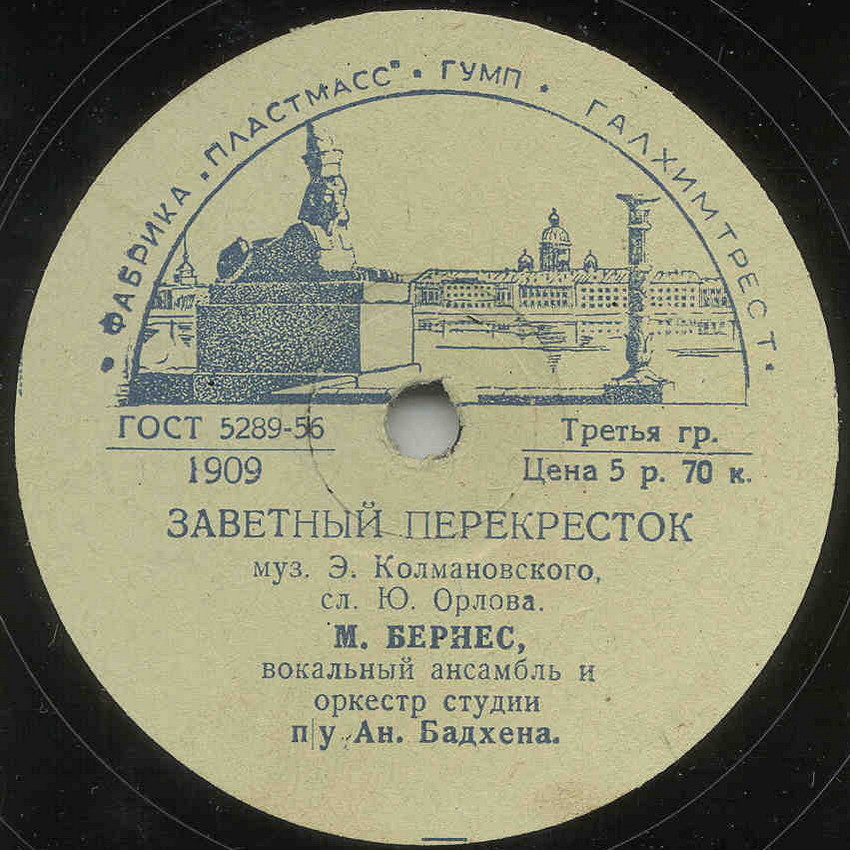 • ФАБРИКА „ПЛАСТМАСС" • ГУМП • ГАЛХИМТРЕСТ •
ГОСТ 5289-56
1909
Третья гр.
Цена 5 р. 70 к.
ЗАВЕТНЫЙ ПЕРЕКРЕСТОК
муз. Э. Колмановского,
сл. Ю. Орлова.
М. БЕРНЕС,
вокальный ансамбль и
оркестр студии
п/у Ан. Бадхена.